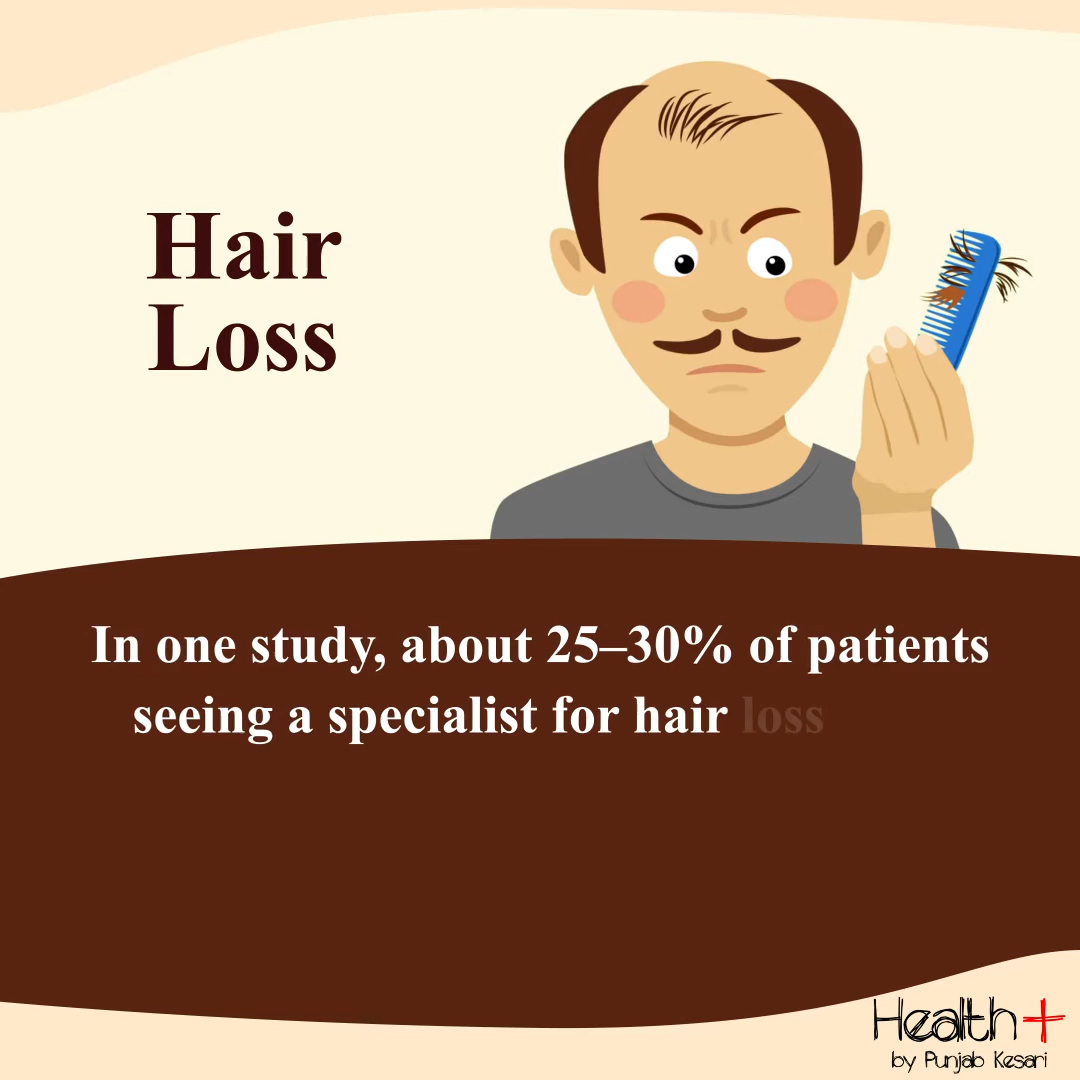 Hair
Loss
In one study, about 25–30% of patients
seeing a specialist for hair loss
Health+
by Punjab Kesari